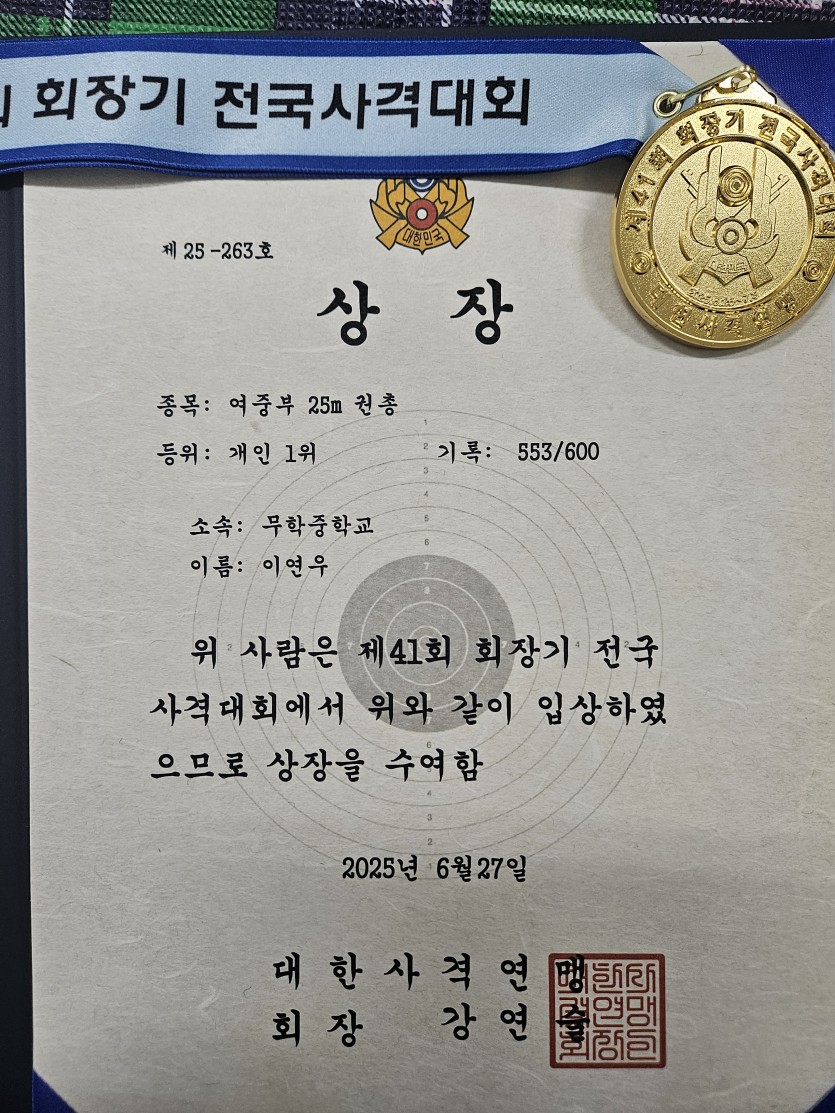 회장기 전국사격대회
제41회 회장기 전국사격대회
대한사격연맹
대한민국
제 25-263호
상 장
종목: 여중부 25m 권총
등위: 개인 1위 기록: 553/600
소속: 무학중학교
이름: 이연우
위 사람은 제41회 회장기 전국
사격대회에서 위와 같이 입상하였
으므로 상장을 수여함
2025년 6월27일
대 한 사 격 연 맹
회 장 강 연 술